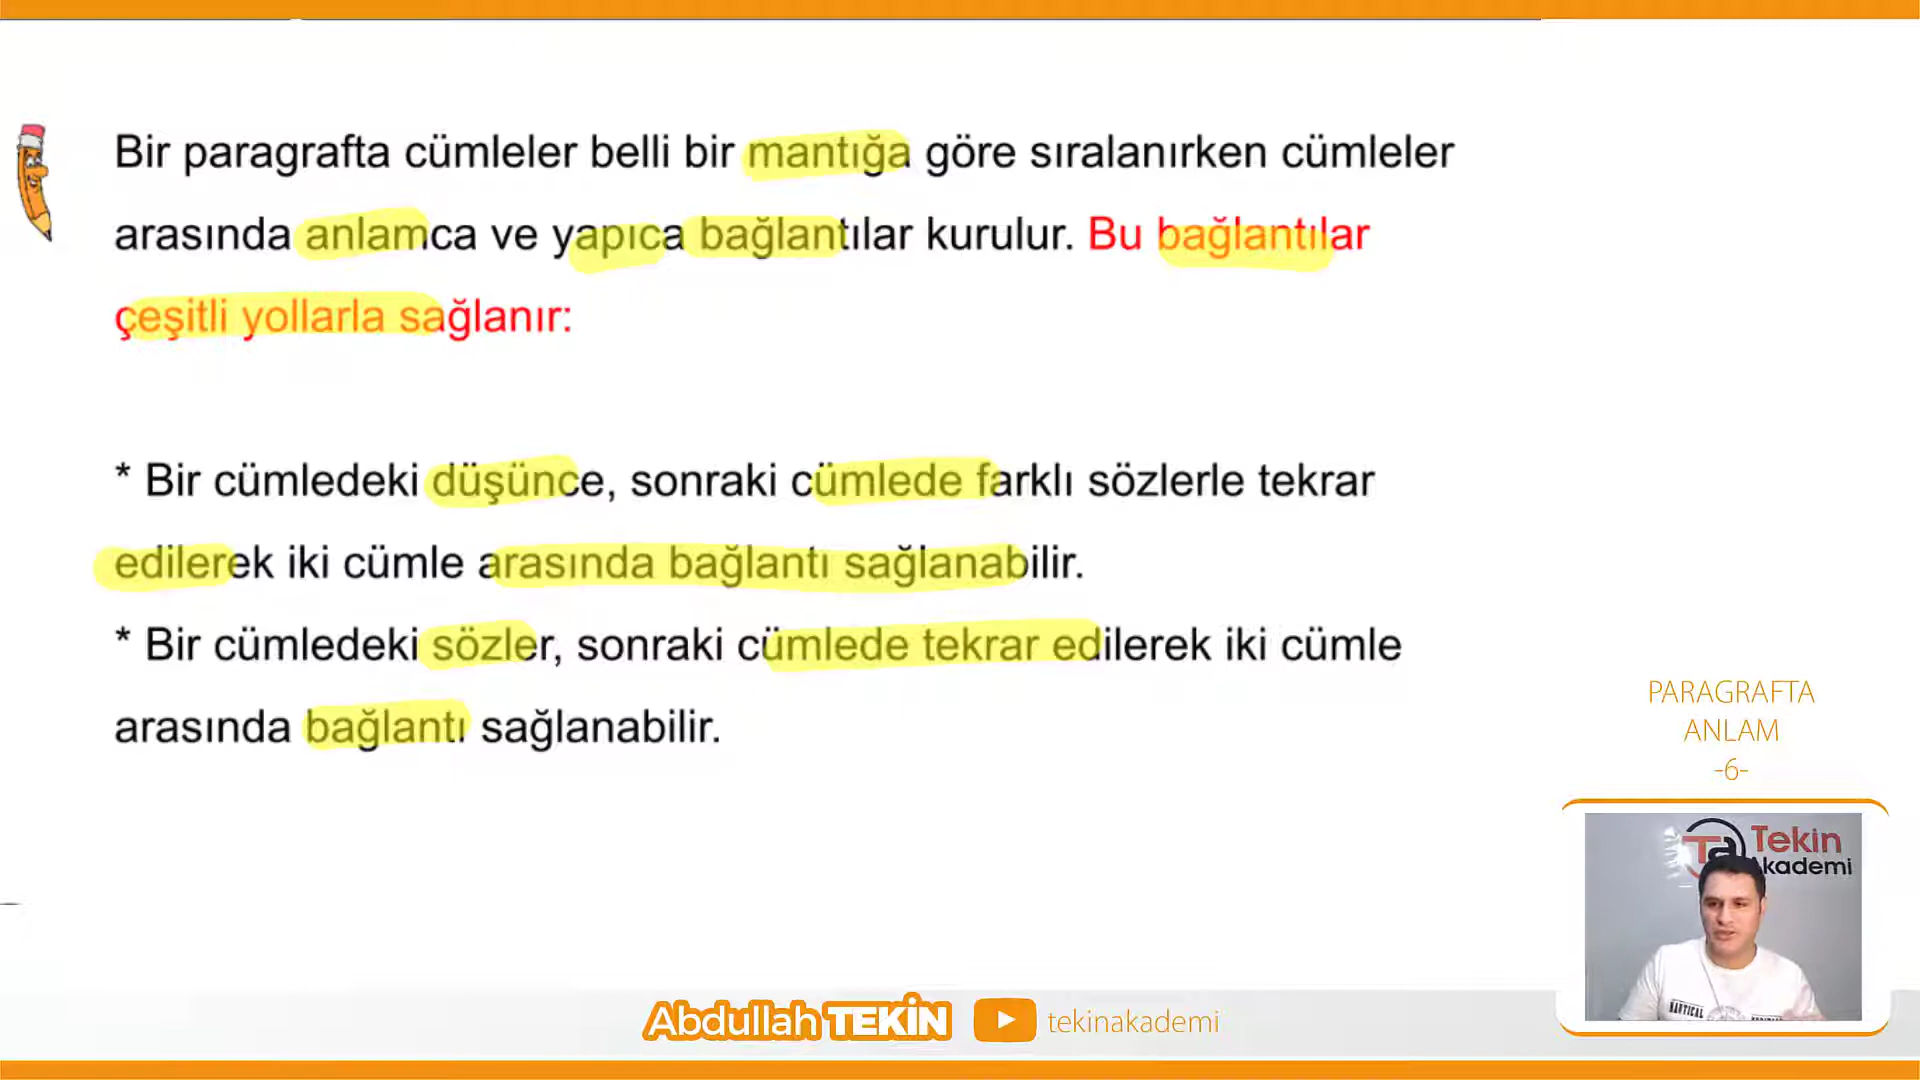 Bir paragrafta cümleler belli bir mantığa göre sıralanırken cümleler
arasında anlamca ve yapıca bağlantılar kurulur. Bu bağlantılar
çeşitli yollarla sağlanır:
* Bir cümledeki düşünce, sonraki cümlede farklı sözlerle tekrar
edilerek iki cümle arasında bağlantı sağlanabilir.
* Bir cümledeki sözler, sonraki cümlede tekrar edilerek iki cümle
arasında bağlantı sağlanabilir.
PARAGRAFTA
ANLAM
-6-
Ta Tekin
Akademi
NAUTICAL
Abdullah TEKİN tekinakademi